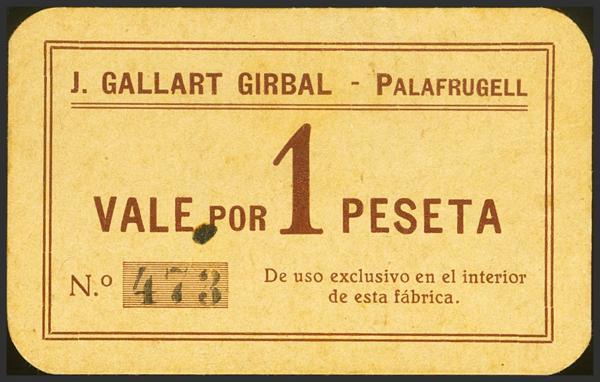 J. GALLART GIRBAL - PALAFRUGELL
VALE POR 1 PESETA
N.º 473
De uso exclusivo en el interior
de esta fábrica.